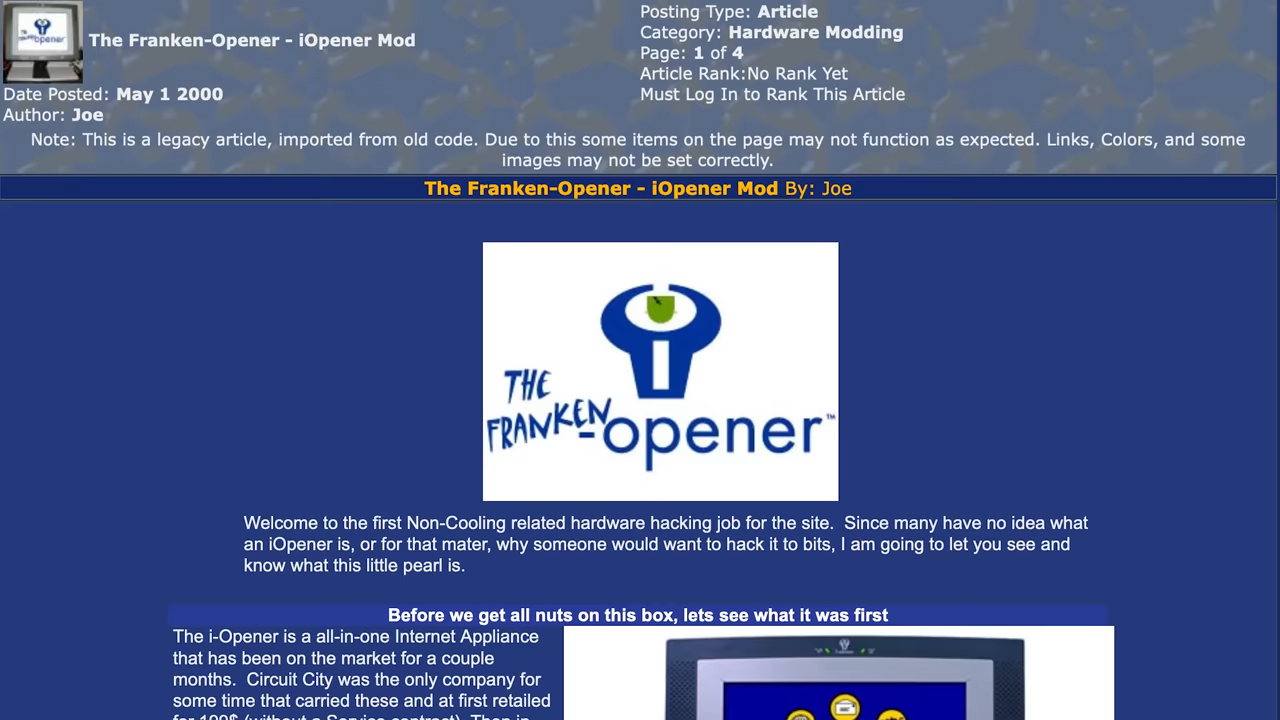 The Franken-Opener - iOpener Mod
Date Posted: May 1 2000
Author: Joe
Posting Type: Article
Category: Hardware Modding
Page: 1 of 4
Article Rank:No Rank Yet
Must Log In to Rank This Article
Note: This is a legacy article, imported from old code. Due to this some items on the page may not function as expected. Links, Colors, and some
images may not be set correctly.
The Franken-Opener - iOpener Mod By: Joe
THE
FRANKEN
-opener™
Welcome to the first Non-Cooling related hardware hacking job for the site.  Since many have no idea what
an iOpener is, or for that mater, why someone would want to hack it to bits, I am going to let you see and
know what this little pearl is.
Before we get all nuts on this box, lets see what it was first
The i-Opener is a all-in-one Internet Appliance
that has been on the market for a couple
months.  Circuit City was the only company for
some time that carried these and at first retailed
for 199$ (without a Service contract). Then in